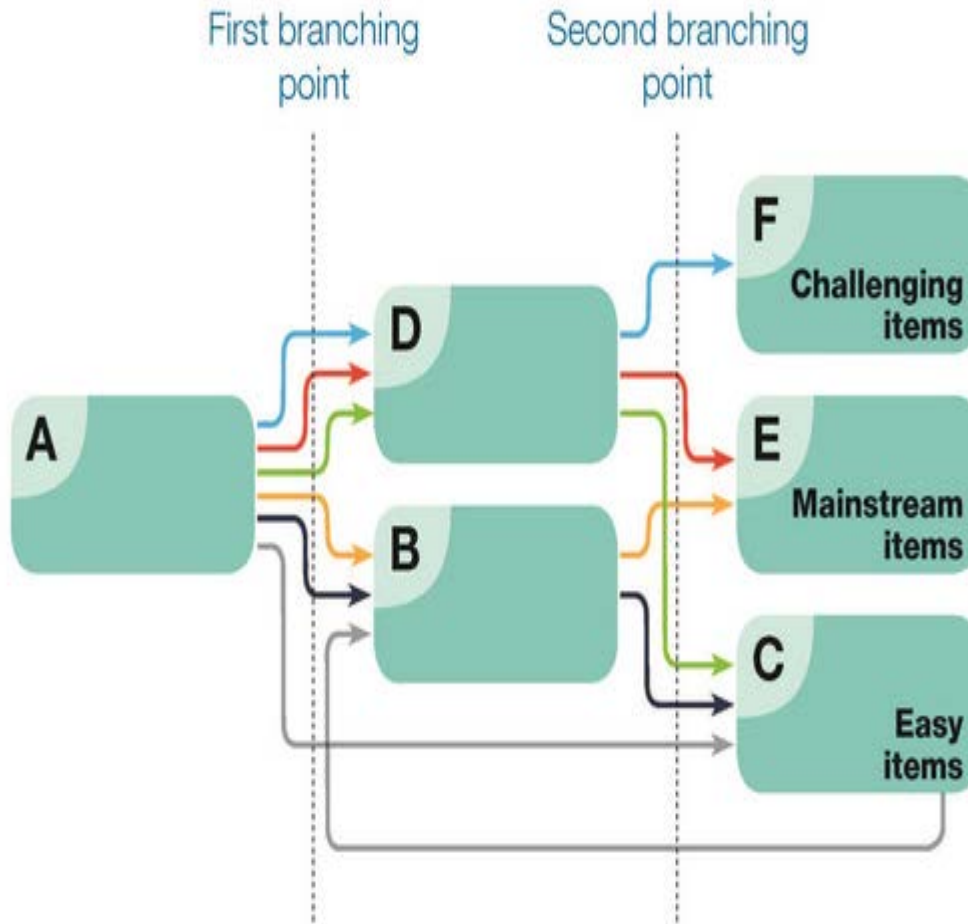 First branching
point
Second branching
point
A
D
B
F
Challenging
items
E
Mainstream
items
C
Easy
items